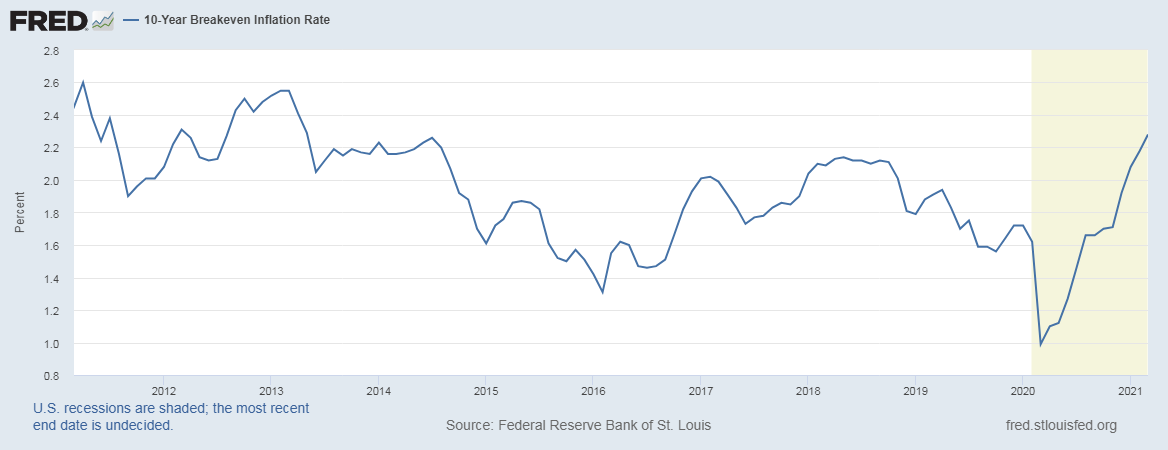 FRED
10-Year Breakeven Inflation Rate
2.8
2.6
2.4
2.2
2.0
1.8
1.6
1.4
1.2
1.0
0.8
Percent
2012 2013 2014 2015 2016 2017 2018 2019 2020 2021
U.S. recessions are shaded; the most recent
end date is undecided.
Source: Federal Reserve Bank of St. Louis
fred.stlouisfed.org